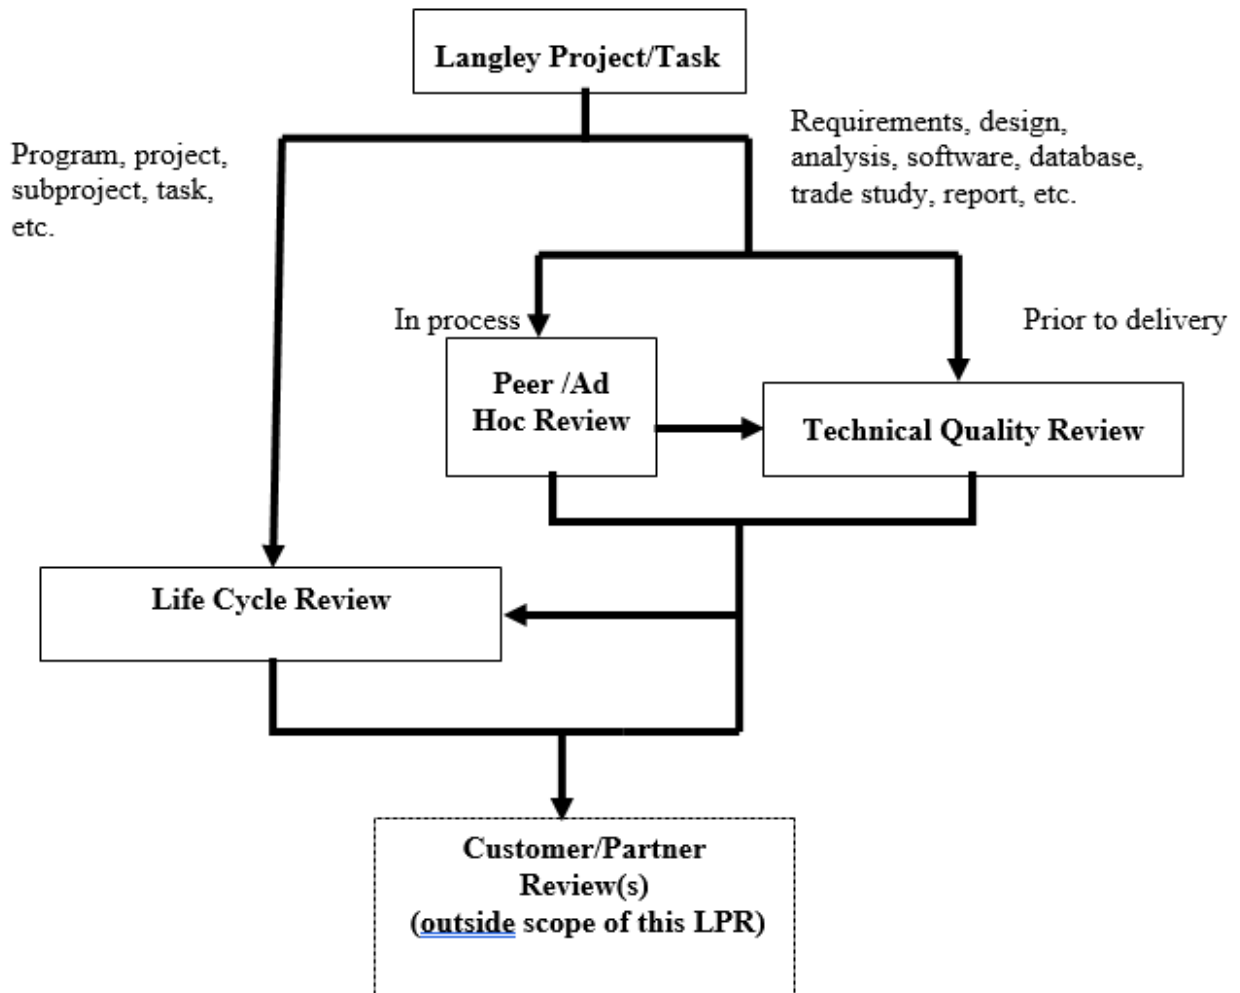 Langley Project/Task
Program, project,
subproject, task,
etc.
Requirements, design,
analysis, software, database,
trade study, report, etc.
In process
Prior to delivery
Peer /Ad
Hoc Review
Technical Quality Review
Life Cycle Review
Customer/Partner
Review(s)
(outside scope of this LPR)